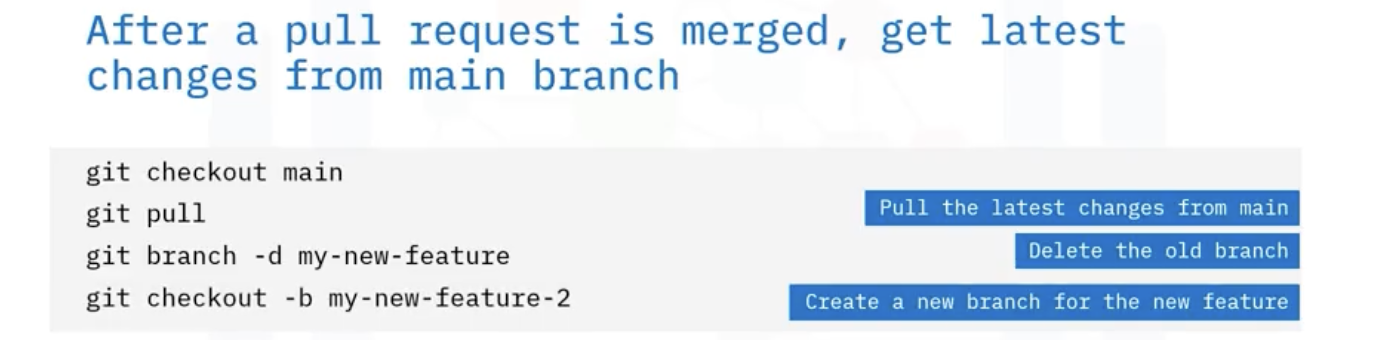 After a pull request is merged, get latest
changes from main branch
git checkout main
git pull
Pull the latest changes from main
git branch -d my-new-feature
Delete the old branch
git checkout -b my-new-feature-2
Create a new branch for the new feature